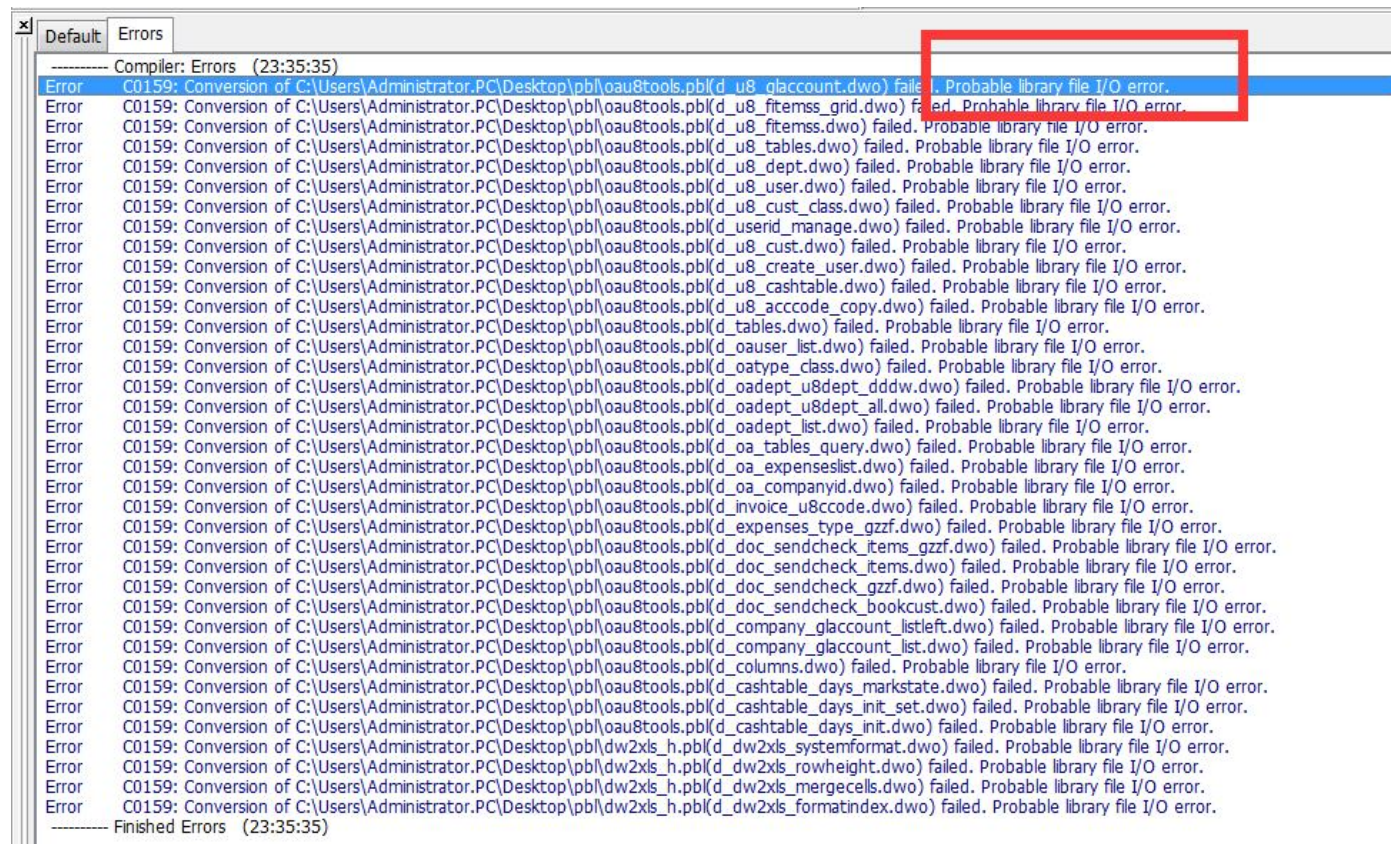 Default Errors
---------- Compiler: Errors (23:35:35)
Error C0159: Conversion of C:\Users\Administrator.PC\Desktop\pbl\oau8tools.pbl(d_u8_glaccount.dwo) failed. Probable library file I/O error.
Error C0159: Conversion of C:\Users\Administrator.PC\Desktop\pbl\oau8tools.pbl(d_u8_fitemss_grid.dwo) failed. Probable library file I/O error.
Error C0159: Conversion of C:\Users\Administrator.PC\Desktop\pbl\oau8tools.pbl(d_u8_fitemss.dwo) failed. Probable library file I/O error.
Error C0159: Conversion of C:\Users\Administrator.PC\Desktop\pbl\oau8tools.pbl(d_u8_tables.dwo) failed. Probable library file I/O error.
Error C0159: Conversion of C:\Users\Administrator.PC\Desktop\pbl\oau8tools.pbl(d_u8_dept.dwo) failed. Probable library file I/O error.
Error C0159: Conversion of C:\Users\Administrator.PC\Desktop\pbl\oau8tools.pbl(d_u8_user.dwo) failed. Probable library file I/O error.
Error C0159: Conversion of C:\Users\Administrator.PC\Desktop\pbl\oau8tools.pbl(d_u8_cust_class.dwo) failed. Probable library file I/O error.
Error C0159: Conversion of C:\Users\Administrator.PC\Desktop\pbl\oau8tools.pbl(d_userid_manage.dwo) failed. Probable library file I/O error.
Error C0159: Conversion of C:\Users\Administrator.PC\Desktop\pbl\oau8tools.pbl(d_u8_cust.dwo) failed. Probable library file I/O error.
Error C0159: Conversion of C:\Users\Administrator.PC\Desktop\pbl\oau8tools.pbl(d_u8_create_user.dwo) failed. Probable library file I/O error.
Error C0159: Conversion of C:\Users\Administrator.PC\Desktop\pbl\oau8tools.pbl(d_u8_cashtable.dwo) failed. Probable library file I/O error.
Error C0159: Conversion of C:\Users\Administrator.PC\Desktop\pbl\oau8tools.pbl(d_u8_acccode_copy.dwo) failed. Probable library file I/O error.
Error C0159: Conversion of C:\Users\Administrator.PC\Desktop\pbl\oau8tools.pbl(d_tables.dwo) failed. Probable library file I/O error.
Error C0159: Conversion of C:\Users\Administrator.PC\Desktop\pbl\oau8tools.pbl(d_oauser_list.dwo) failed. Probable library file I/O error.
Error C0159: Conversion of C:\Users\Administrator.PC\Desktop\pbl\oau8tools.pbl(d_oatype_class.dwo) failed. Probable library file I/O error.
Error C0159: Conversion of C:\Users\Administrator.PC\Desktop\pbl\oau8tools.pbl(d_oadept_u8dept_dddw.dwo) failed. Probable library file I/O error.
Error C0159: Conversion of C:\Users\Administrator.PC\Desktop\pbl\oau8tools.pbl(d_oadept_u8dept_all.dwo) failed. Probable library file I/O error.
Error C0159: Conversion of C:\Users\Administrator.PC\Desktop\pbl\oau8tools.pbl(d_oadept_list.dwo) failed. Probable library file I/O error.
Error C0159: Conversion of C:\Users\Administrator.PC\Desktop\pbl\oau8tools.pbl(d_oa_tables_query.dwo) failed. Probable library file I/O error.
Error C0159: Conversion of C:\Users\Administrator.PC\Desktop\pbl\oau8tools.pbl(d_oa_expenseslist.dwo) failed. Probable library file I/O error.
Error C0159: Conversion of C:\Users\Administrator.PC\Desktop\pbl\oau8tools.pbl(d_oa_companyid.dwo) failed. Probable library file I/O error.
Error C0159: Conversion of C:\Users\Administrator.PC\Desktop\pbl\oau8tools.pbl(d_invoice_u8ccode.dwo) failed. Probable library file I/O error.
Error C0159: Conversion of C:\Users\Administrator.PC\Desktop\pbl\oau8tools.pbl(d_expenses_type_gzzf.dwo) failed. Probable library file I/O error.
Error C0159: Conversion of C:\Users\Administrator.PC\Desktop\pbl\oau8tools.pbl(d_doc_sendcheck_items_gzzf.dwo) failed. Probable library file I/O error.
Error C0159: Conversion of C:\Users\Administrator.PC\Desktop\pbl\oau8tools.pbl(d_doc_sendcheck_items.dwo) failed. Probable library file I/O error.
Error C0159: Conversion of C:\Users\Administrator.PC\Desktop\pbl\oau8tools.pbl(d_doc_sendcheck_gzzf.dwo) failed. Probable library file I/O error.
Error C0159: Conversion of C:\Users\Administrator.PC\Desktop\pbl\oau8tools.pbl(d_doc_sendcheck_bookcust.dwo) failed. Probable library file I/O error.
Error C0159: Conversion of C:\Users\Administrator.PC\Desktop\pbl\oau8tools.pbl(d_company_glaccount_listleft.dwo) failed. Probable library file I/O error.
Error C0159: Conversion of C:\Users\Administrator.PC\Desktop\pbl\oau8tools.pbl(d_company_glaccount_list.dwo) failed. Probable library file I/O error.
Error C0159: Conversion of C:\Users\Administrator.PC\Desktop\pbl\oau8tools.pbl(d_columns.dwo) failed. Probable library file I/O error.
Error C0159: Conversion of C:\Users\Administrator.PC\Desktop\pbl\oau8tools.pbl(d_cashtable_days_markstate.dwo) failed. Probable library file I/O error.
Error C0159: Conversion of C:\Users\Administrator.PC\Desktop\pbl\oau8tools.pbl(d_cashtable_days_init_set.dwo) failed. Probable library file I/O error.
Error C0159: Conversion of C:\Users\Administrator.PC\Desktop\pbl\oau8tools.pbl(d_cashtable_days_init.dwo) failed. Probable library file I/O error.
Error C0159: Conversion of C:\Users\Administrator.PC\Desktop\pbl\dw2xls_h.pbl(d_dw2xls_systemformat.dwo) failed. Probable library file I/O error.
Error C0159: Conversion of C:\Users\Administrator.PC\Desktop\pbl\dw2xls_h.pbl(d_dw2xls_rowheight.dwo) failed. Probable library file I/O error.
Error C0159: Conversion of C:\Users\Administrator.PC\Desktop\pbl\dw2xls_h.pbl(d_dw2xls_mergecells.dwo) failed. Probable library file I/O error.
Error C0159: Conversion of C:\Users\Administrator.PC\Desktop\pbl\dw2xls_h.pbl(d_dw2xls_formatindex.dwo) failed. Probable library file I/O error.
---------- Finished Errors (23:35:35)